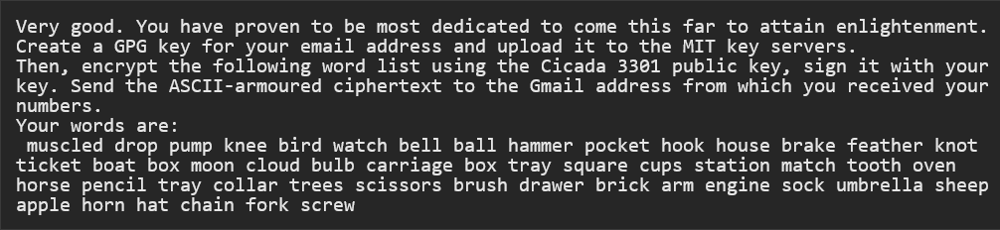 Very good. You have proven to be most dedicated to come this far to attain enlightenment.
Create a GPG key for your email address and upload it to the MIT key servers.
Then, encrypt the following word list using the Cicada 3301 public key, sign it with your
key. Send the ASCII-armoured ciphertext to the Gmail address from which you received your
numbers.
Your words are:
muscled drop pump knee bird watch bell ball hammer pocket hook house brake feather knot
ticket boat box moon cloud bulb carriage box tray square cups station match tooth oven
horse pencil tray collar trees scissors brush drawer brick arm engine sock umbrella sheep
apple horn hat chain fork screw